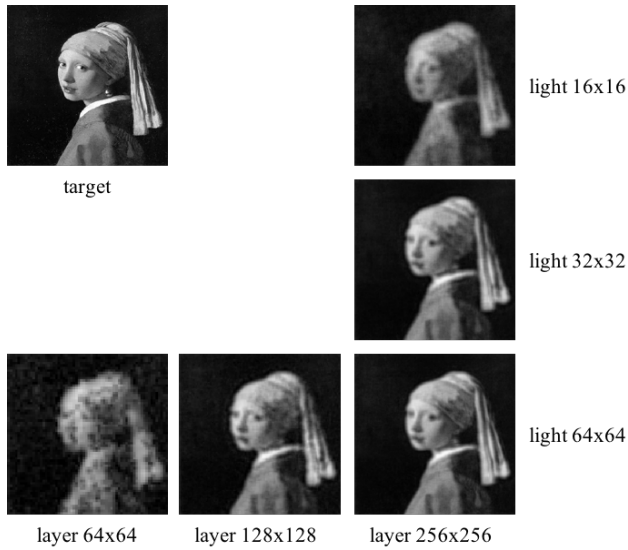 light 16x16
target
light 32x32
light 64x64
layer 64x64
layer 128x128
layer 256x256